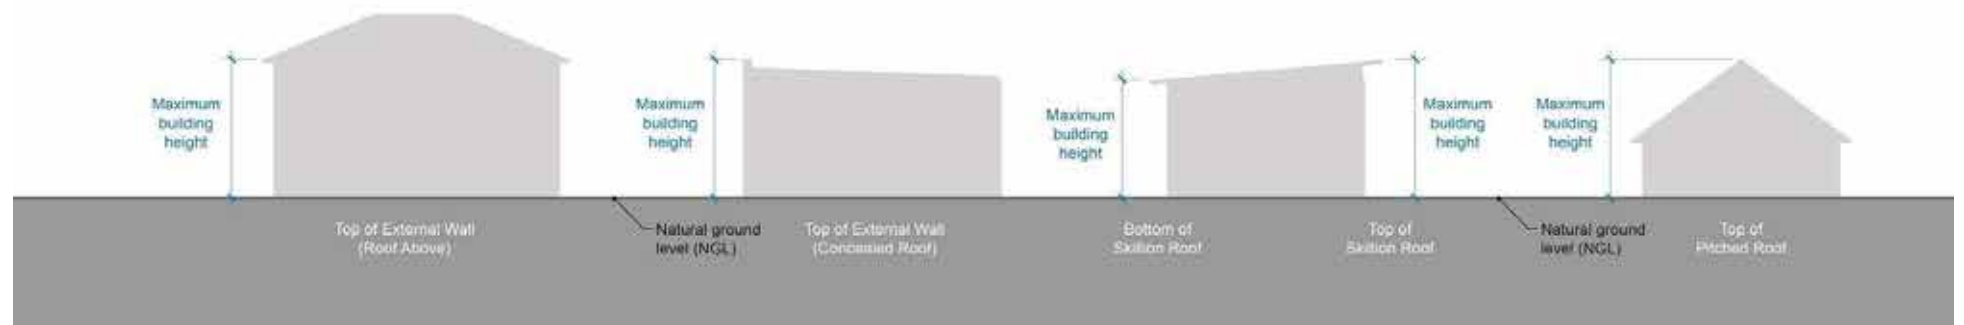 Maximum
building
height
Maximum
building
height
Maximum
building
height
Maximum
building
height
Maximum
building
height
Top of External Wall
(Roof Above)
Natural ground
level (NGL)
Top of External Wall
(Concealed Roof)
Bottom of
Skillion Roof
Top of
Skillion Roof
Natural ground
level (NGL)
Top of
Pitched Roof